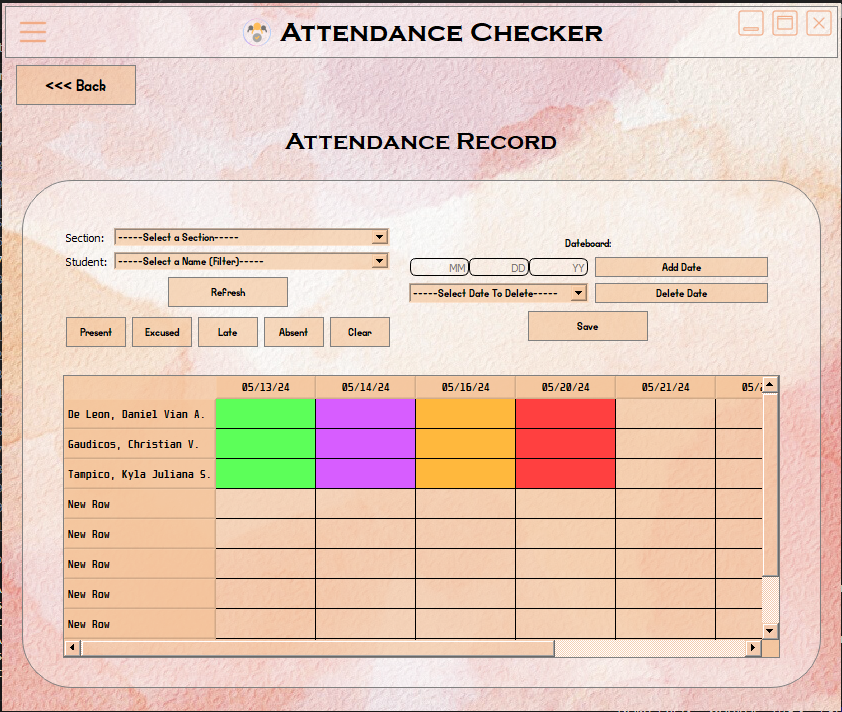 Attendance Checker
<<< Back
Attendance Record
Section: -----Select a Section-----
Student: -----Select a Name (Filter)-----
Refresh
Present Excused Late Absent Clear
Dateboard:
MM DD YY Add Date
-----Select Date To Delete----- Delete Date
Save
05/13/24 05/14/24 05/16/24 05/20/24 05/21/24
De Leon, Daniel Vian A.
Gaudicos, Christian V.
Tampico, Kyla Juliana S.
New Row
New Row
New Row
New Row
New Row